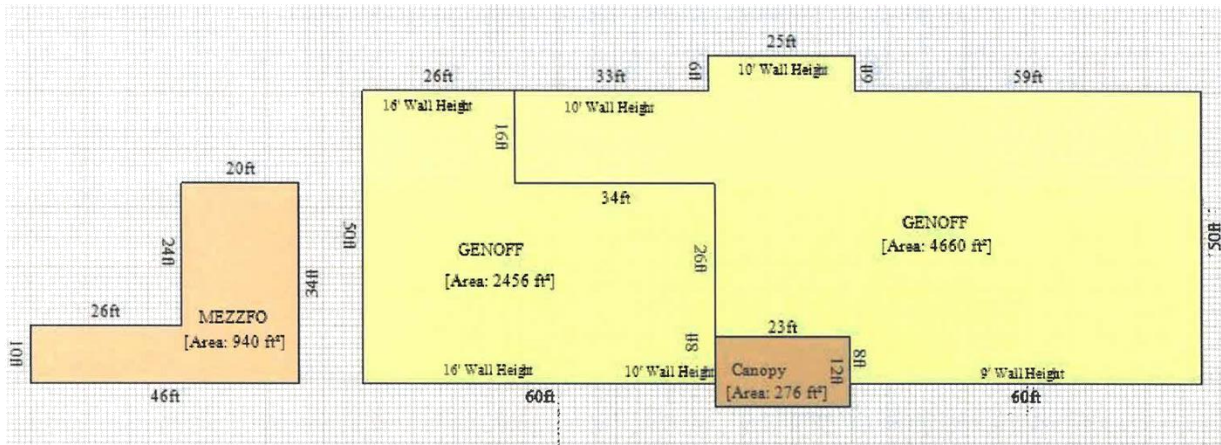 25ft
26ft
33ft
6ft
10' Wall Height
6ft
59ft
16' Wall Height
10' Wall Height
16ft
20ft
34ft
24ft
50ft
GENOFF
[Area: 2456 ft²]
26ft
GENOFF
[Area: 4660 ft²]
50ft
34ft
26ft
MEZZFO
[Area: 940 ft²]
10ft
8ft
23ft
8ft
12ft
16' Wall Height
10' Wall Height
Canopy
[Area: 276 ft²]
9' Wall Height
46ft
60ft
60ft